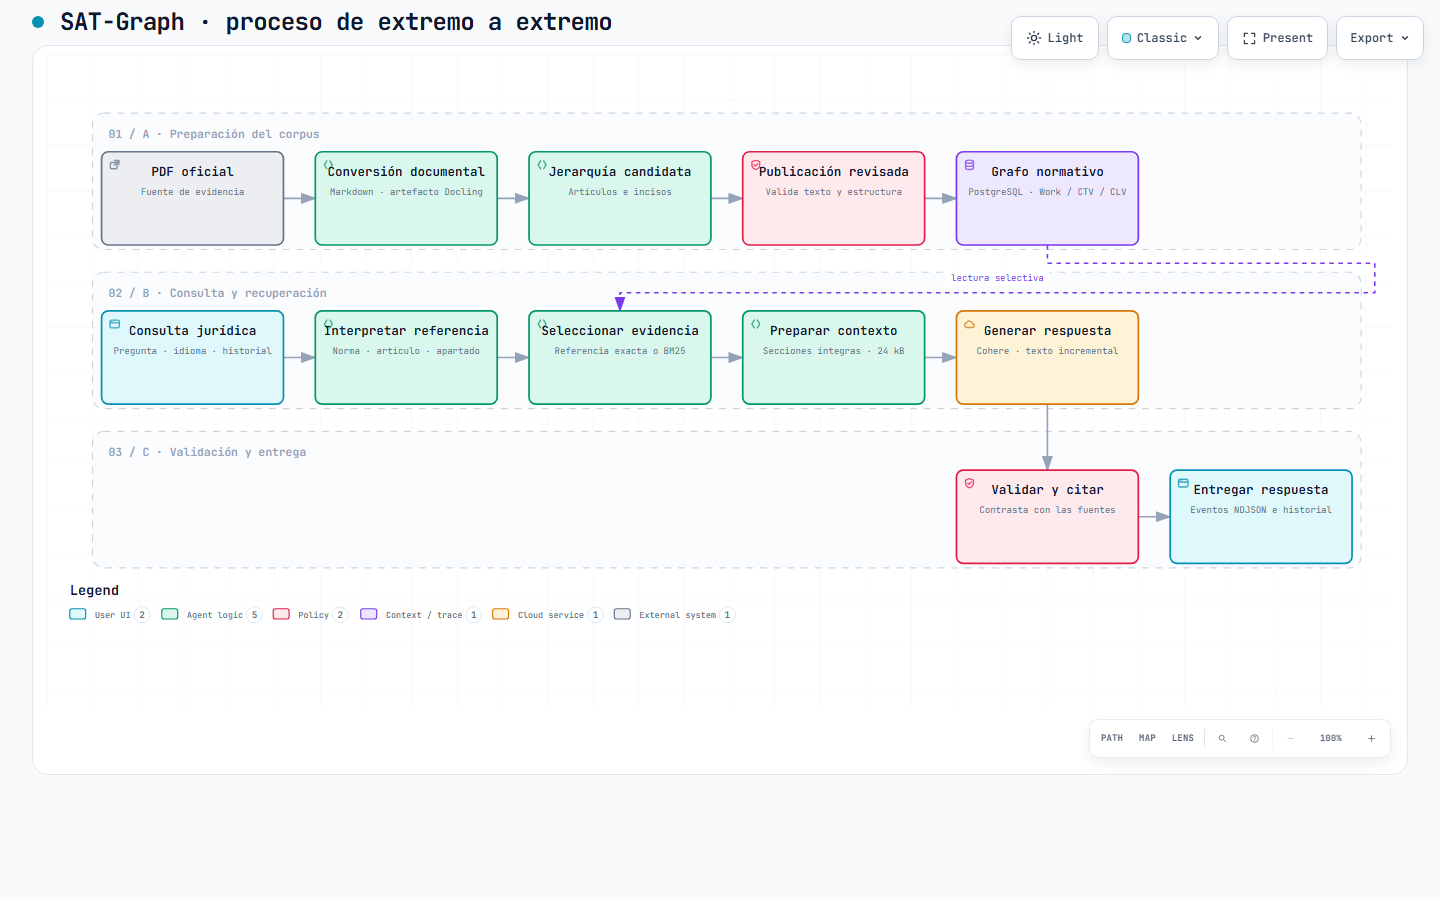 SAT-Graph · proceso de extremo a extremo
Light
Classic
Present
Export
01 / A · Preparación del corpus
PDF oficial
Fuente de evidencia
Conversión documental
Markdown · artefacto Docling
Jerarquía candidata
Artículos e incisos
Publicación revisada
Valida texto y estructura
Grafo normativo
PostgreSQL · Work / CTV / CLV
lectura selectiva
02 / B · Consulta y recuperación
Consulta jurídica
Pregunta · idioma · historial
Interpretar referencia
Norma · artículo · apartado
Seleccionar evidencia
Referencia exacta o BM25
Preparar contexto
Secciones íntegras · 24 kB
Generar respuesta
Cohere · texto incremental
03 / C · Validación y entrega
Validar y citar
Contrasta con las fuentes
Entregar respuesta
Eventos NDJSON e historial
Legend
User UI 2
Agent logic 5
Policy 2
Context / trace 1
Cloud service 1
External system 1
PATH MAP LENS − 100% +